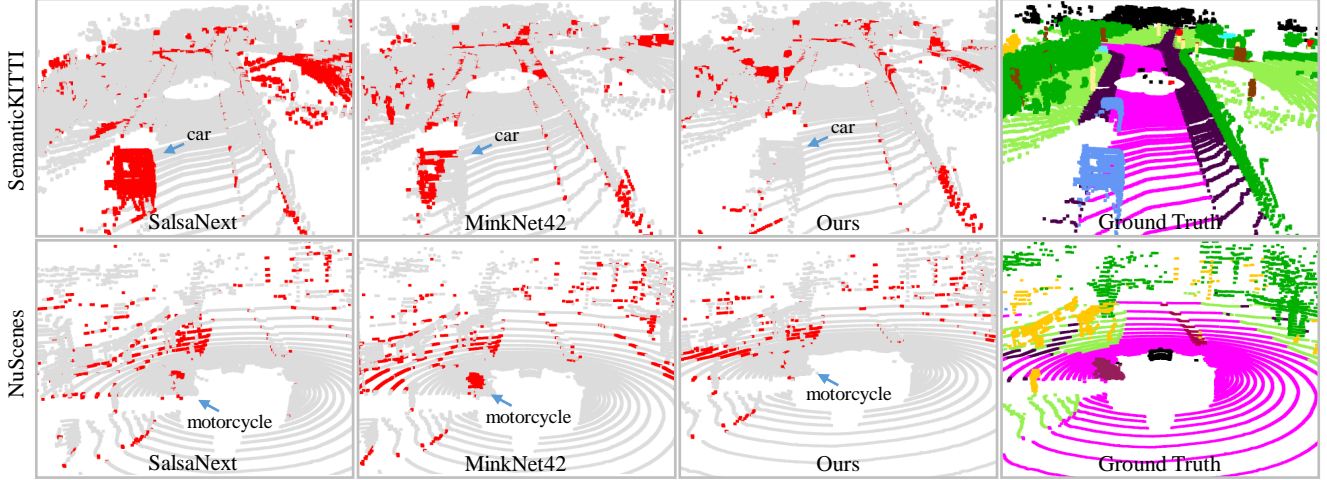 SemanticKITTI
car
car
car
SalsaNext
MinkNet42
Ours
Ground Truth
NuScenes
motorcycle
motorcycle
motorcycle
SalsaNext
MinkNet42
Ours
Ground Truth